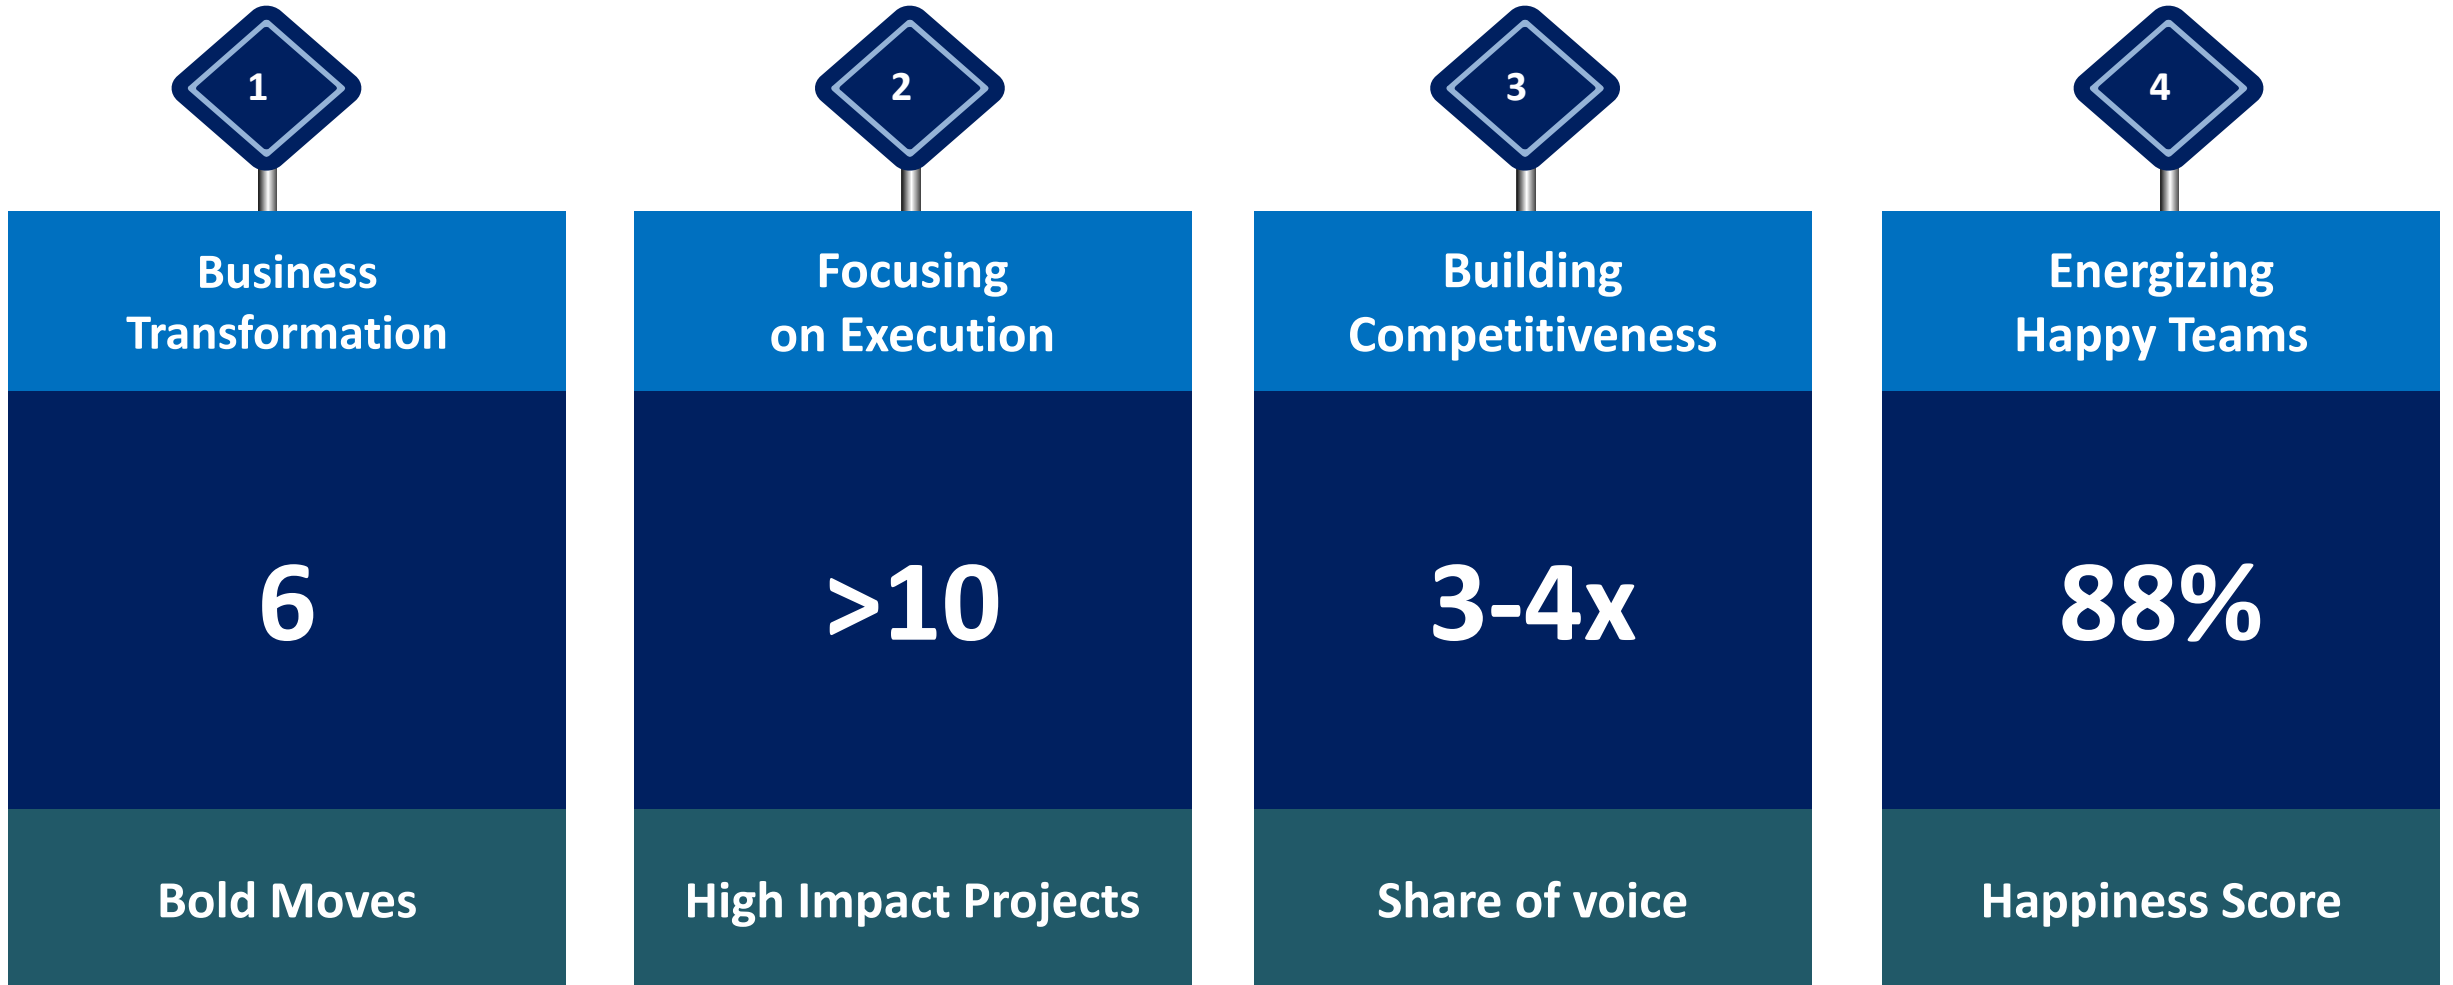 1
Business
Transformation
6
Bold Moves
2
Focusing
on Execution
>10
High Impact Projects
3
Building
Competitiveness
3-4x
Share of voice
4
Energizing
Happy Teams
88%
Happiness Score